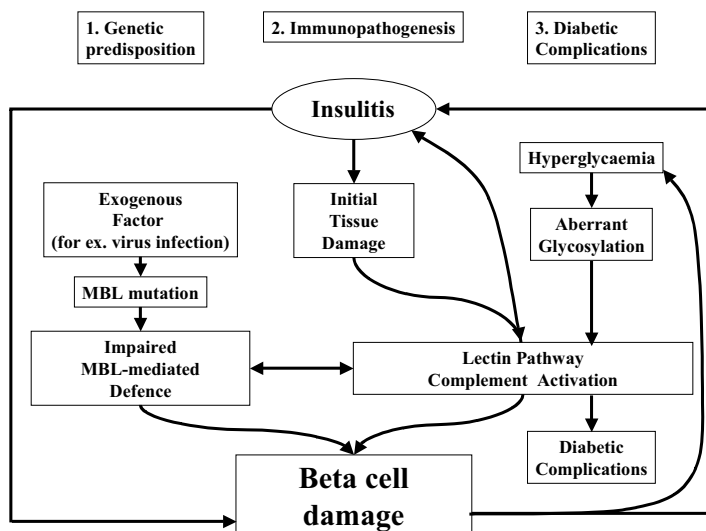 1. Genetic
predisposition
2. Immunopathogenesis
3. Diabetic
Complications
Insulitis
Hyperglycaemia
Exogenous
Factor
(for ex. virus infection)
Initial
Tissue
Damage
Aberrant
Glycosylation
MBL mutation
Impaired
MBL-mediated
Defence
Lectin Pathway
Complement Activation
Diabetic
Complications
Beta cell
damage